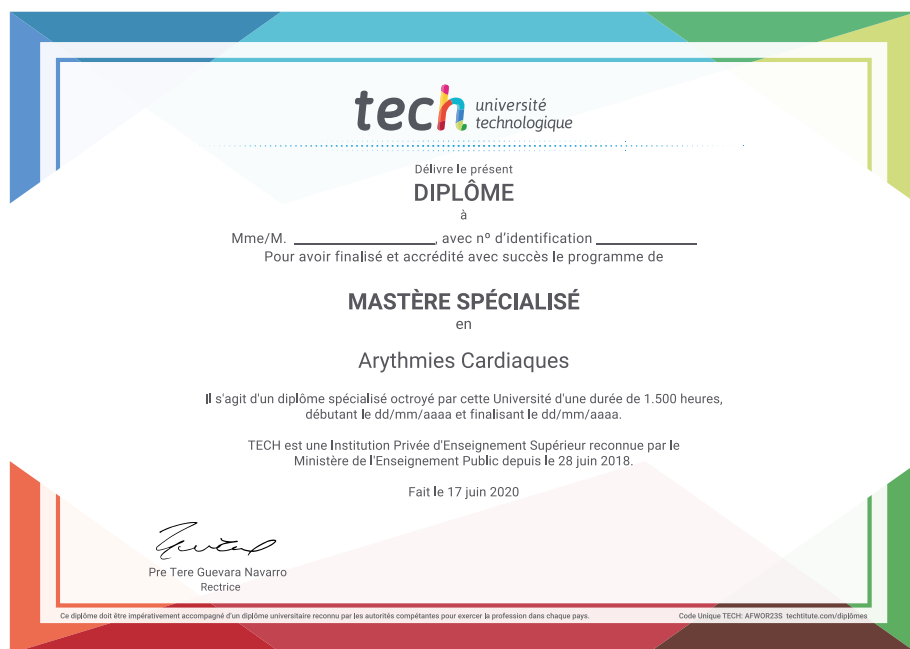 tech université
technologique
Délivre le présent
DIPLÔME
à
Mme/M. ____________, avec nº d'identification ____________
Pour avoir finalisé et accrédité avec succès le programme de
MASTÈRE SPÉCIALISÉ
en
Arythmies Cardiaques
Il s'agit d'un diplôme spécialisé octroyé par cette Université d'une durée de 1.500 heures,
débutant le dd/mm/aaaa et finalisant le dd/mm/aaaa.
TECH est une Institution Privée d'Enseignement Supérieur reconnue par le
Ministère de l'Enseignement Public depuis le 28 juin 2018.
Fait le 17 juin 2020
Pre Tere Guevara Navarro
Rectrice
Ce diplôme doit être impérativement accompagné d'un diplôme universitaire reconnu par les autorités compétantes pour exercer la profession dans chaque pays.
Code Unique TECH: AFWOR23S techtitute.com/diplômes